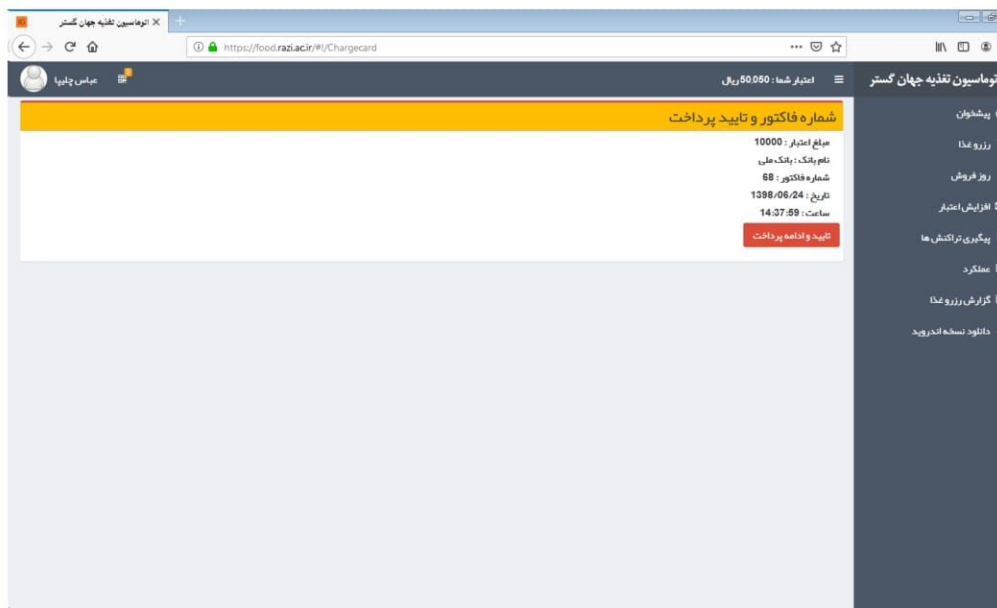 اتوماسیون تغذیه جهان گستر
https://food.razi.ac.ir/#!/Chargecard
توماسیون تغذیه جهان گستر
اعتبار شما : 50,050 ریال
عباس چلیپا
پیشخوان
رزرو غذا
روز فروش
افزایش اعتبار
پیگیری تراکنش ها
عملکرد
گزارش رزرو غذا
دانلود نسخه اندروید
شماره فاکتور و تایید پرداخت
مبلغ اعتبار : 10000
نام بانک : بانک ملی
شماره فاکتور : 68
تاریخ : 1398/06/24
ساعت : 14:37:59
تایید و ادامه پرداخت